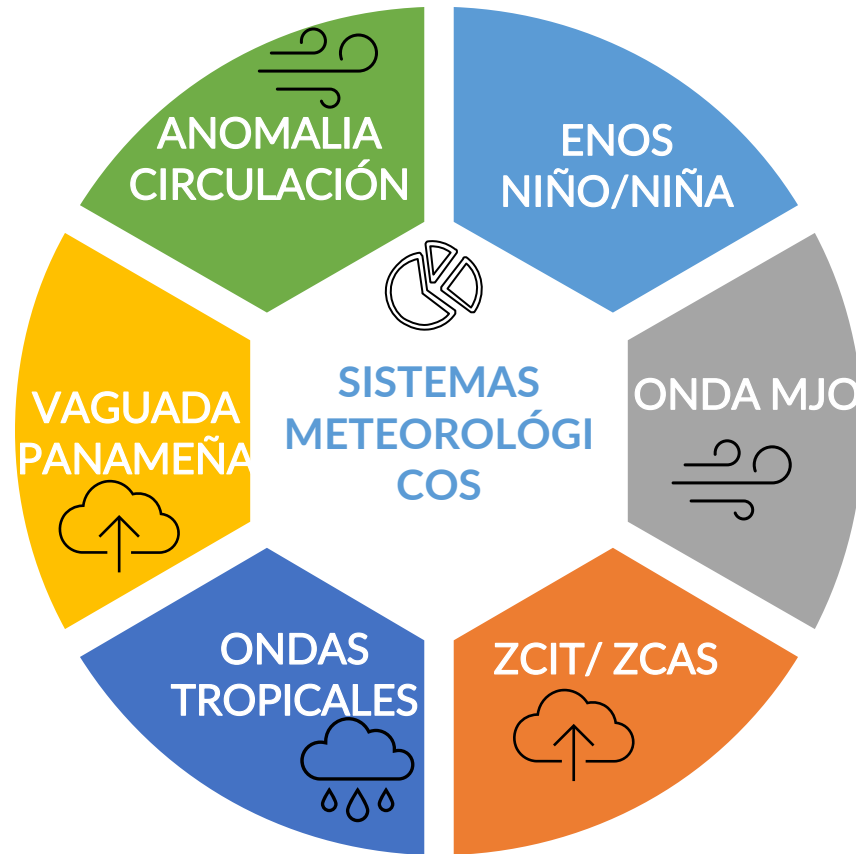 ANOMALIA
CIRCULACIÓN
ENOS
NIÑO/NIÑA
SISTEMAS
METEOROLÓGI
COS
VAGUADA
PANAMEÑA
ONDA MJO
ONDAS
TROPICALES
ZCIT/ ZCAS